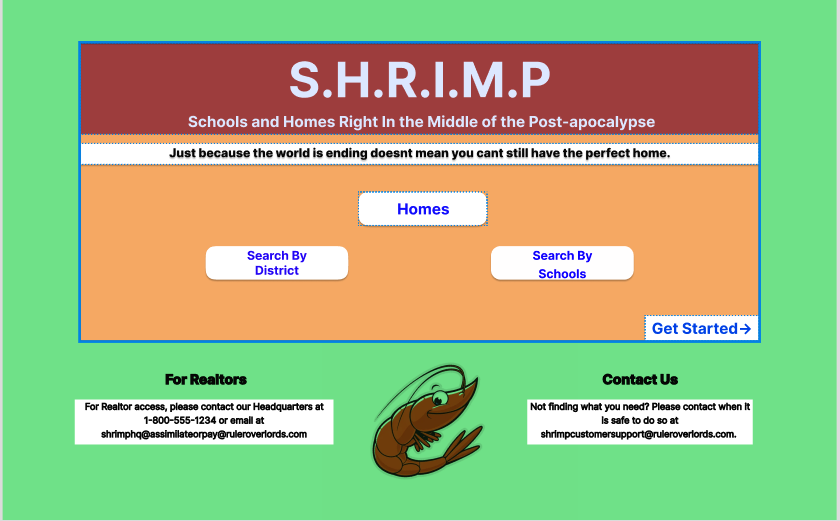 S.H.R.I.M.P
Schools and Homes Right In the Middle of the Post-apocalypse
Just because the world is ending doesnt mean you cant still have the perfect home.
Homes
Search By
District
Search By
Schools
Get Started→
For Realtors
For Realtor access, please contact our Headquarters at
1-800-555-1234 or email at
shrimphq@assimilateorpay@ruleroverlords.com
Contact Us
Not finding what you need? Please contact when it
is safe to do so at
shrimpcustomersupport@ruleroverlords.com.